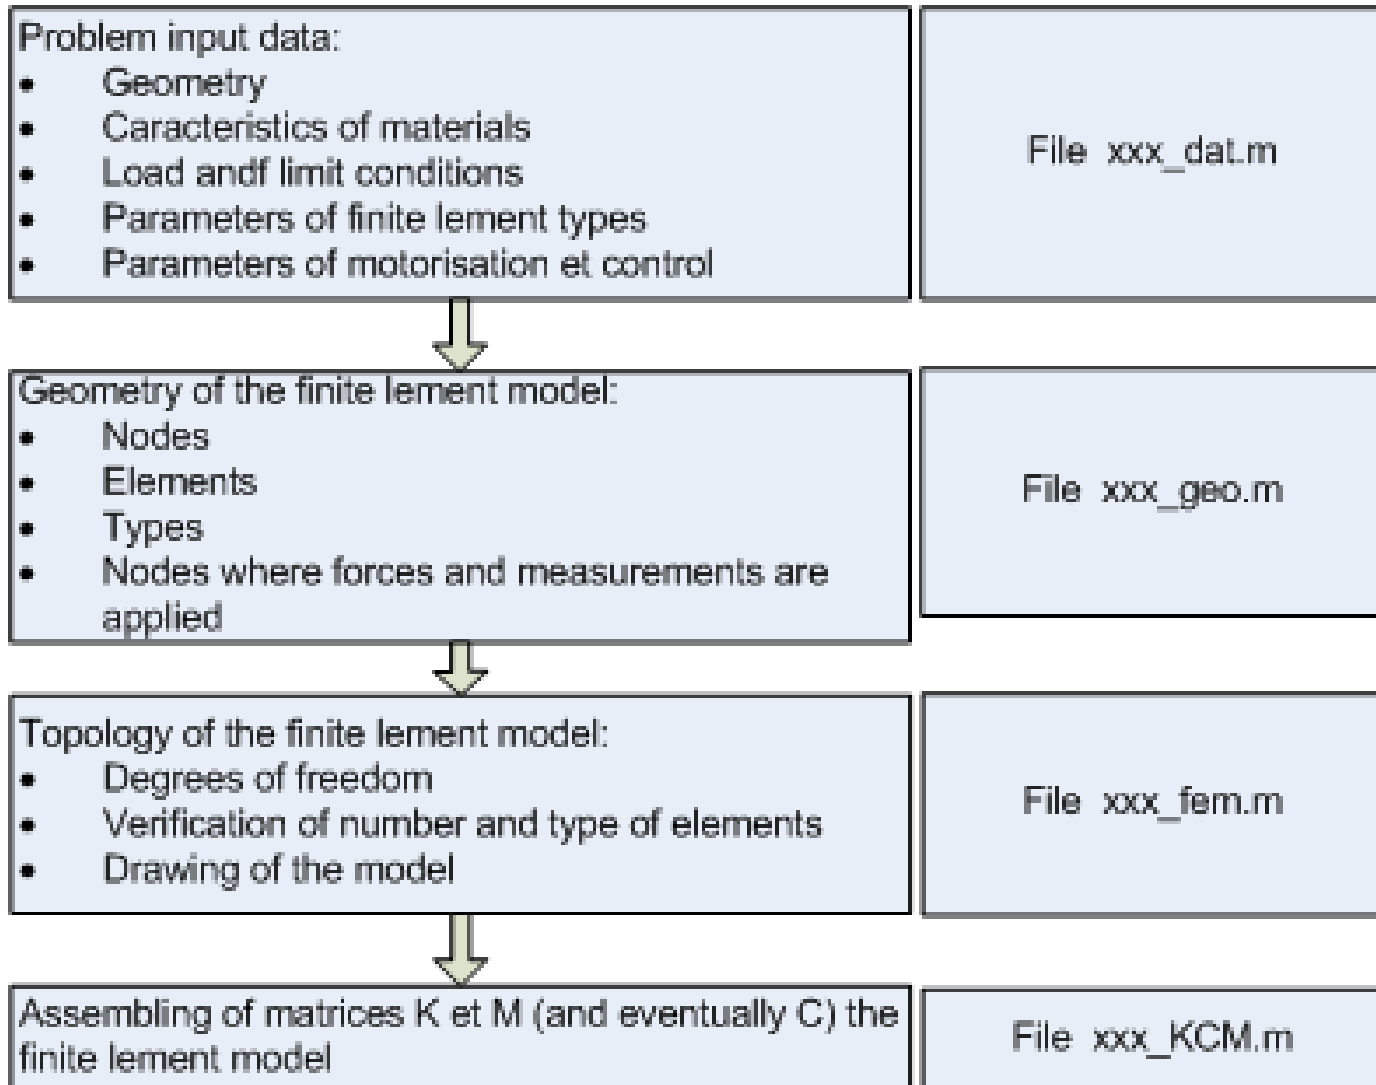 Problem input data:
• Geometry
• Caracteristics of materials
• Load andf limit conditions
• Parameters of finite lement types
• Parameters of motorisation et control
File xxx_dat.m
Geometry of the finite lement model:
• Nodes
• Elements
• Types
• Nodes where forces and measurements are
applied
File xxx_geo.m
Topology of the finite lement model:
• Degrees of freedom
• Verification of number and type of elements
• Drawing of the model
File xxx_fem.m
Assembling of matrices K et M (and eventually C) the
finite lement model
File xxx_KCM.m